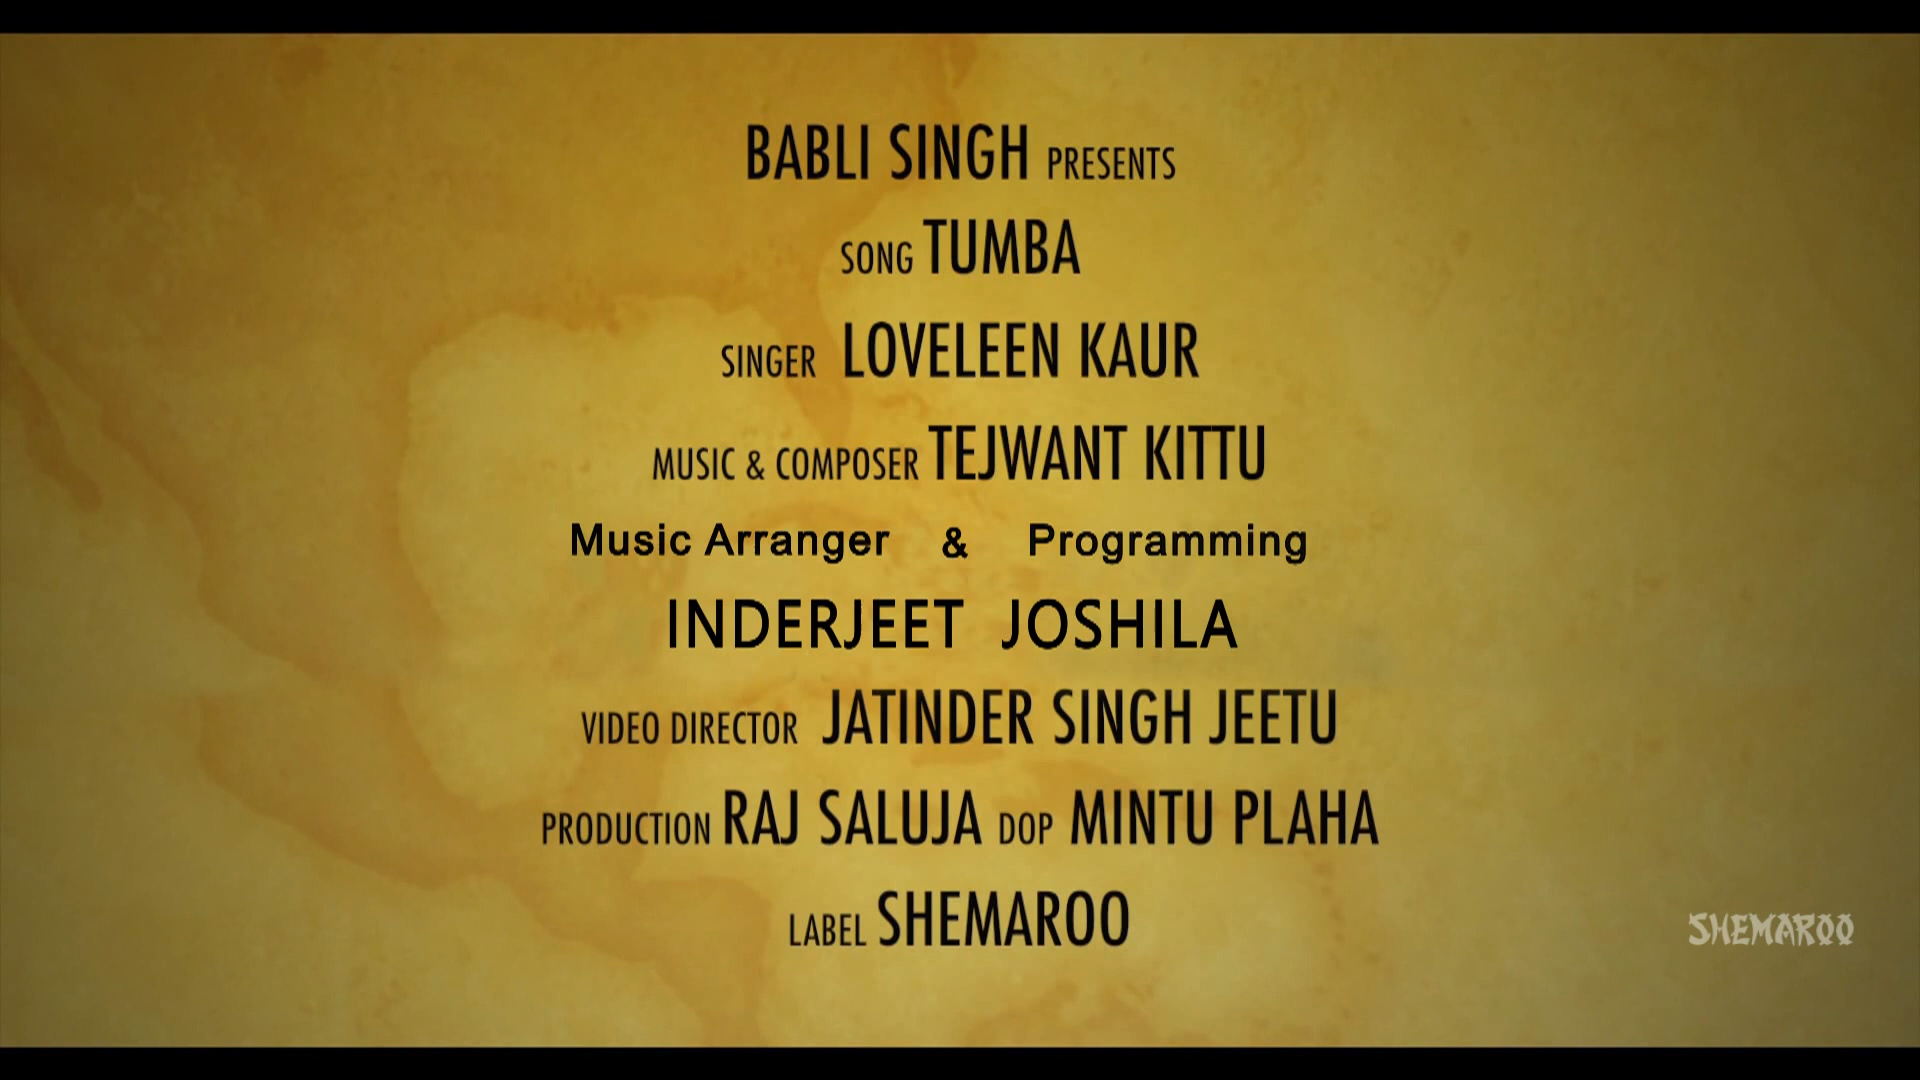 BABLI SINGH PRESENTS
SONG TUMBA
SINGER LOVELEEN KAUR
MUSIC & COMPOSER TEJWANT KITTU
Music Arranger & Programming
INDERJEET JOSHILA
VIDEO DIRECTOR JATINDER SINGH JEETU
PRODUCTION RAJ SALUJA DOP MINTU PLAHA
LABEL SHEMAROO
SHEMAROO